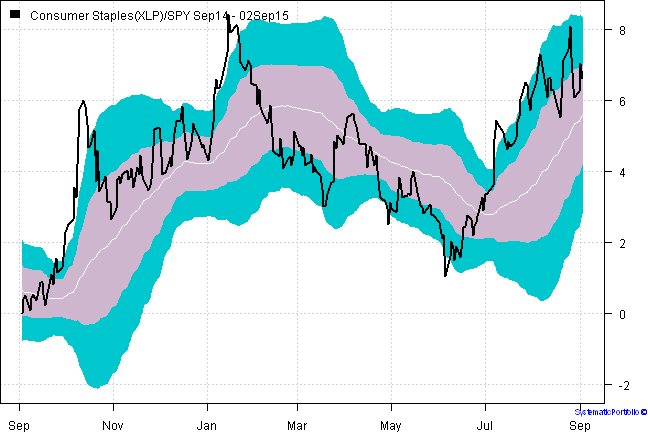 Consumer Staples(XLP)/SPY Sep14 - 02Sep15
8
6
4
2
0
-2
Sep Nov Jan Mar May Jul Sep
SystematicPortfolio ©